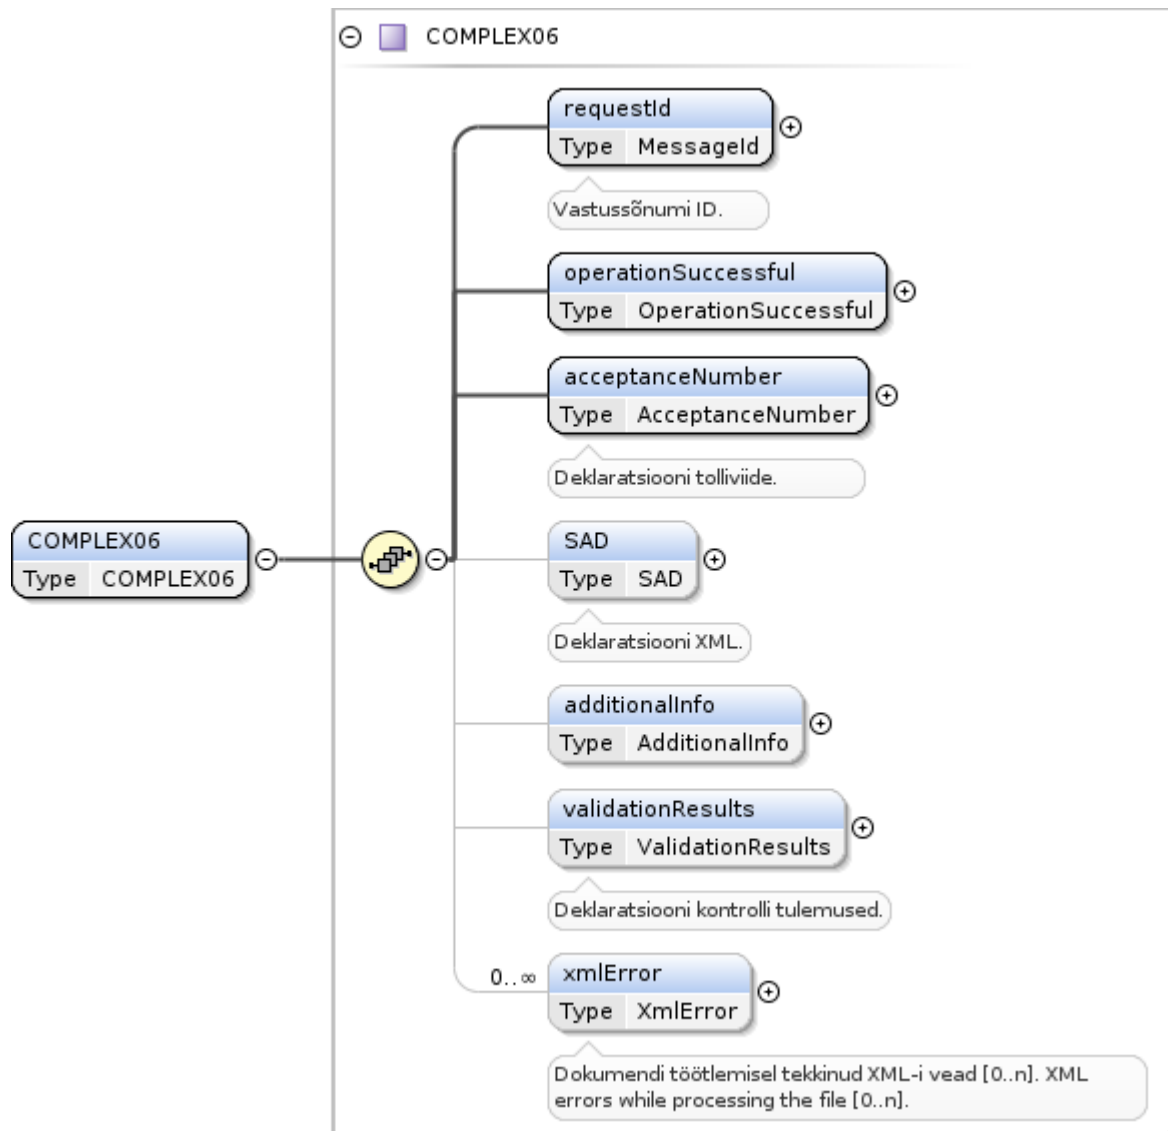 COMPLEX06
requestId
Type MessageId
Vastussõnumi ID.
operationSuccessful
Type OperationSuccessful
acceptanceNumber
Type AcceptanceNumber
Deklaratsiooni tolliviide.
COMPLEX06
Type COMPLEX06
SAD
Type SAD
Deklaratsiooni XML.
additionalInfo
Type AdditionalInfo
validationResults
Type ValidationResults
Deklaratsiooni kontrolli tulemused.
0..∞
xmlError
Type XmlError
Dokumendi töötlemisel tekkinud XML-i vead [0..n]. XML
errors while processing the file [0..n].